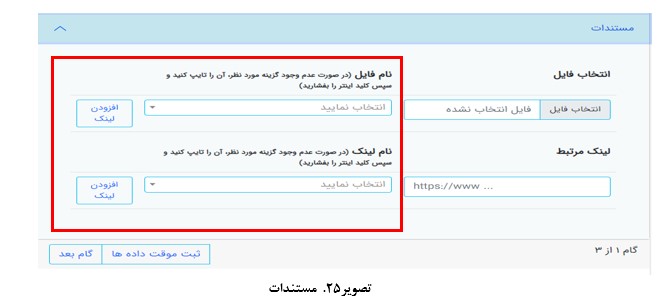 مستندات
انتخاب فایل
نام فایل (در صورت عدم وجود گزینه مورد نظر، آن را تایپ کنید و
سپس کلید اینتر را بفشارید)
انتخاب فایل فایل انتخاب نشده
انتخاب نمایید
افزودن
لینک
لینک مرتبط
نام لینک (در صورت عدم وجود گزینه مورد نظر، آن را تایپ کنید و
سپس کلید اینتر را بفشارید)
https://www ...
انتخاب نمایید
افزودن
لینک
گام ۱ از ۳
ثبت موقت داده ها
گام بعد
تصویر۲۵. مستندات